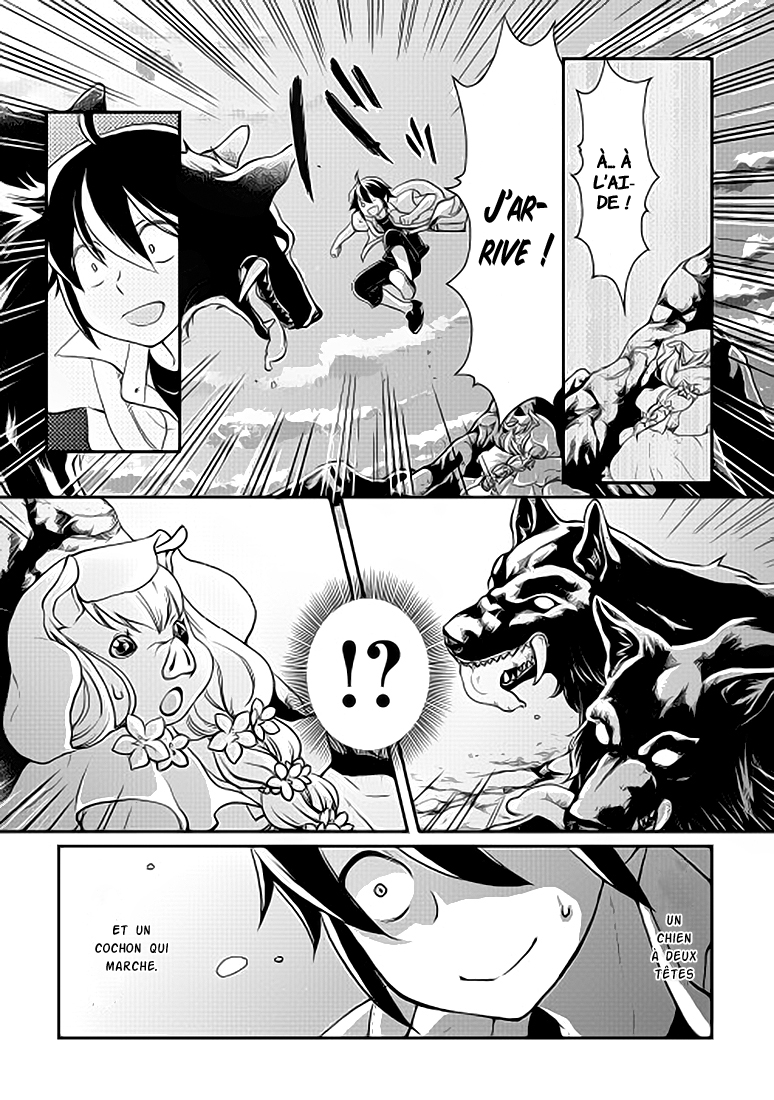 À... À
L'AI-
DE !
J'AR-
RIVE !
!?
UN
CHIEN
À DEUX
TÊTES
ET UN
COCHON QUI
MARCHE.